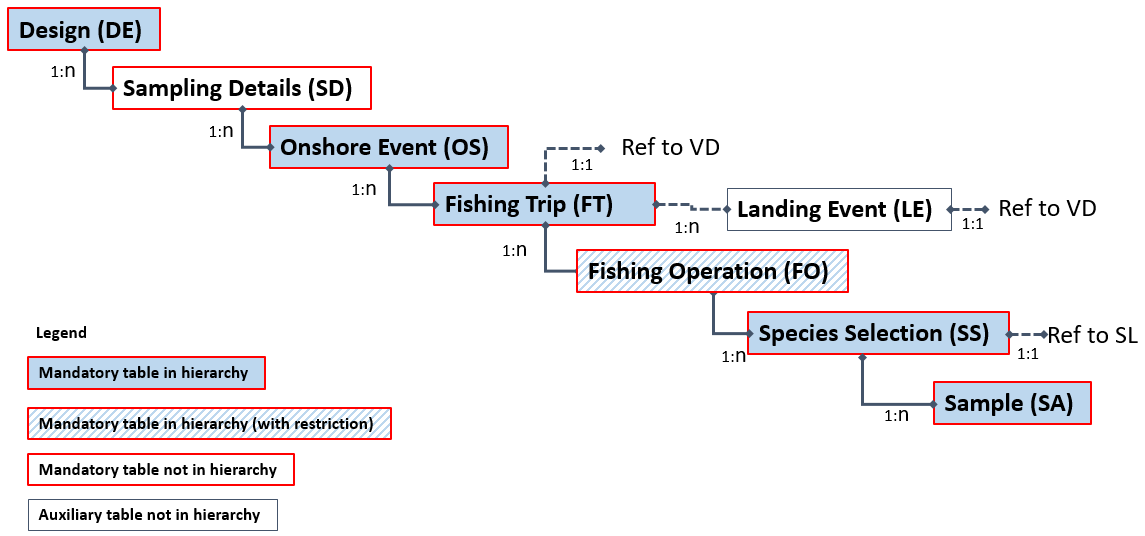 Design (DE)
1:n
Sampling Details (SD)
1:n
Onshore Event (OS)
Ref to VD
1:1
1:n
Fishing Trip (FT)
1:n
Landing Event (LE)
1:1
Ref to VD
1:n
Fishing Operation (FO)
1:n
Species Selection (SS)
1:1
Ref to SL
1:n
Sample (SA)
Legend
Mandatory table in hierarchy
Mandatory table in hierarchy (with restriction)
Mandatory table not in hierarchy
Auxiliary table not in hierarchy